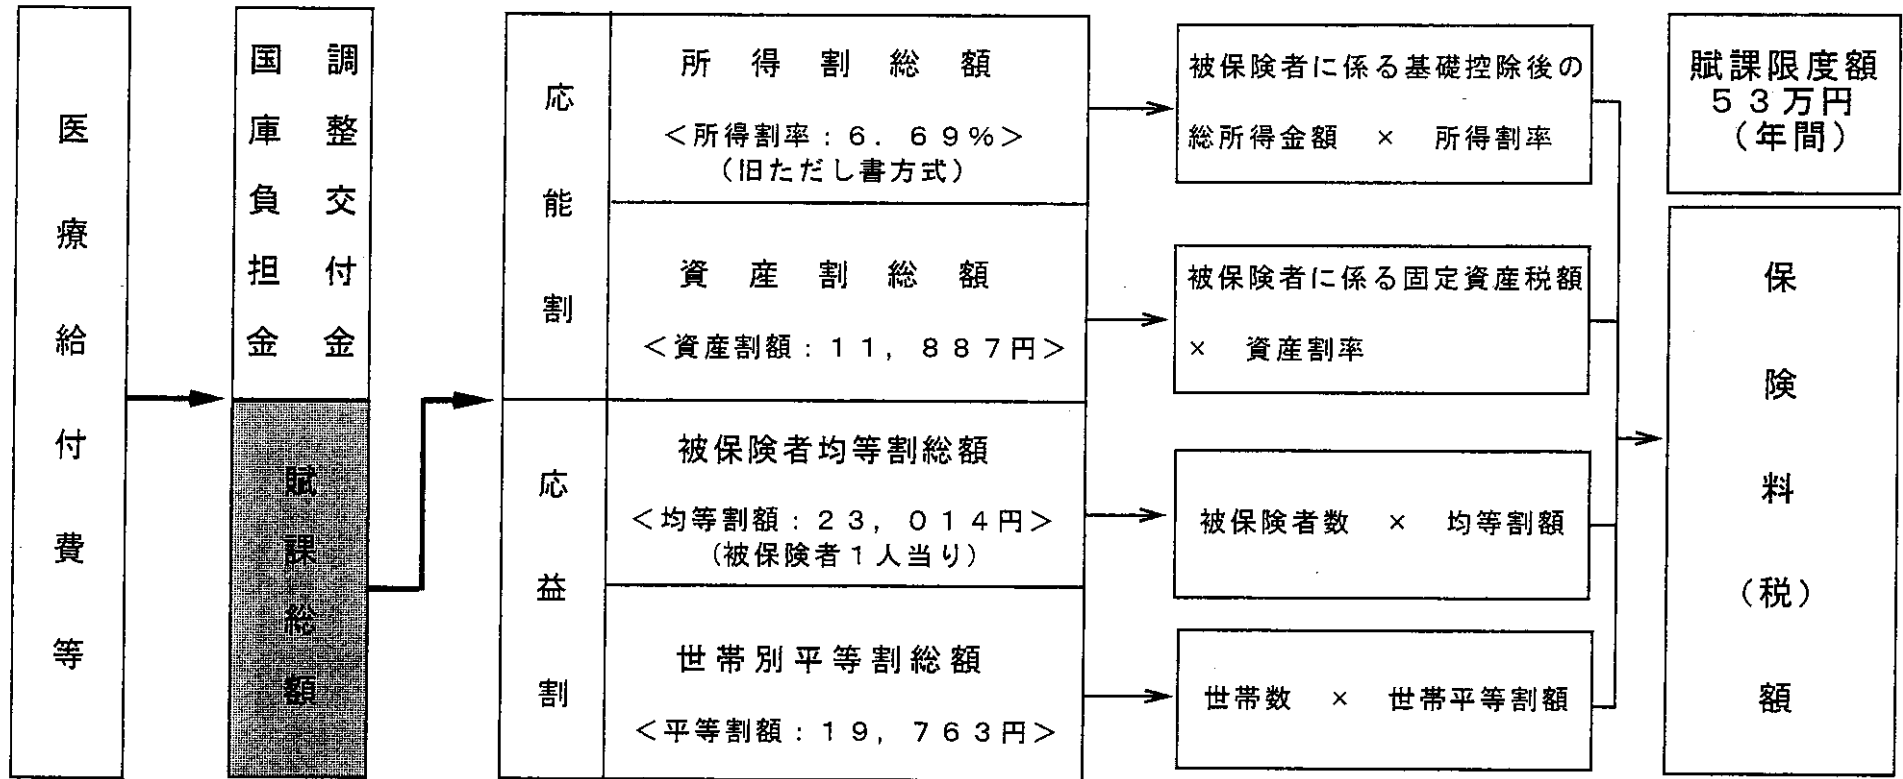 医療給付費等
国庫負担金
調整交付金
賦課総額
応能割
所得割総額
<所得割率:6.69%>
(旧ただし書方式)
資産割総額
<資産割額:11,887円>
応益割
被保険者均等割総額
<均等割額:23,014円>
(被保険者1人当り)
世帯別平等割総額
<平等割額:19,763円>
被保険者に係る基礎控除後の
総所得金額 × 所得割率
被保険者に係る固定資産税額
× 資産割率
被保険者数 × 均等割額
世帯数 × 世帯平等割額
賦課限度額
53万円
(年間)
保険料(税)額